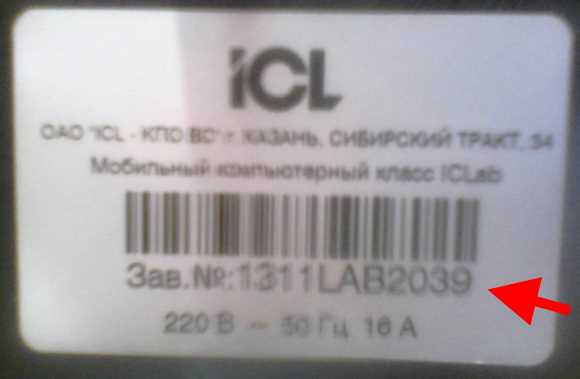 ICL
ОАО "ICL - КПО ВС" г. КАЗАНЬ, СИБИРСКИЙ ТРАКТ, 34
Мобильный компьютерный класс ICLab
Зав.№:1311LAB2039
220 В ~ 50 Гц 16 А